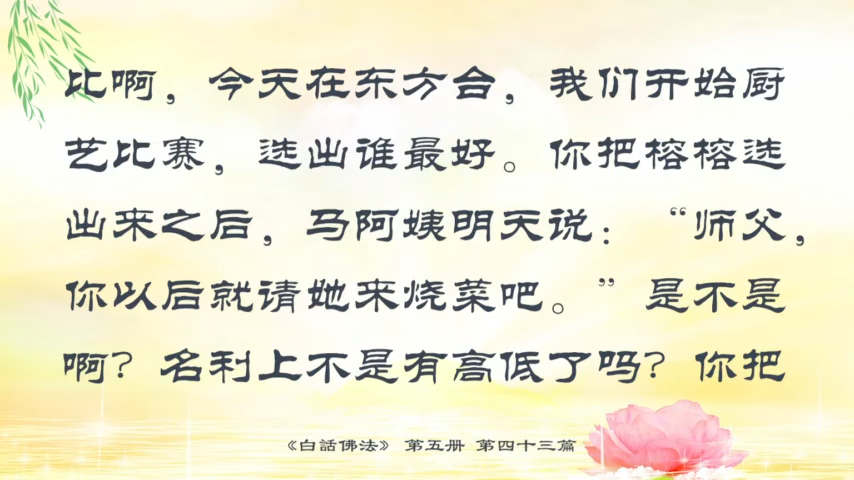 比啊，今天在东方台，我们开始厨
艺比赛，选出谁最好。你把榕榕选
出来之后，马阿姨明天说：“师父，
你以后就请她来烧菜吧。”是不是
啊？名利上不是有高低了吗？你把
《白話佛法》 第五册 第四十三篇